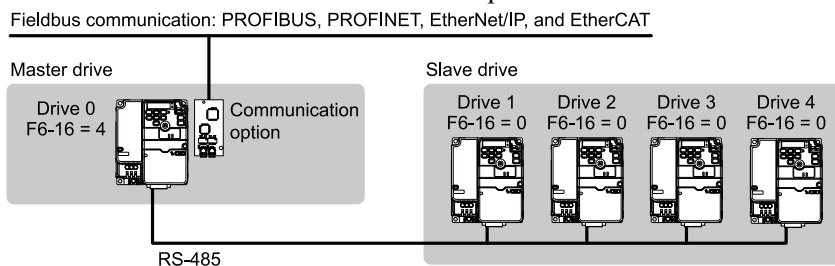 Fieldbus communication: PROFIBUS, PROFINET, EtherNet/IP, and EtherCAT
Master drive
Drive 0
F6-16 = 4
Communication
option
Slave drive
Drive 1
F6-16 = 0
Drive 2
F6-16 = 0
Drive 3
F6-16 = 0
Drive 4
F6-16 = 0
RS-485